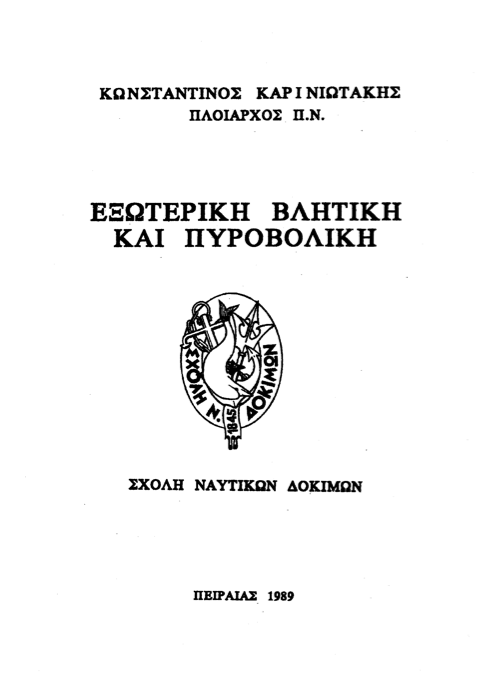 ΚΩΝΣΤΑΝΤΙΝΟΣ ΚΑΡΙΝΙΩΤΑΚΗΣ
ΠΛΟΙΑΡΧΟΣ Π.Ν.
ΕΞΩΤΕΡΙΚΗ ΒΛΗΤΙΚΗ
ΚΑΙ ΠΥΡΟΒΟΛΙΚΗ
ΣΧΟΛΗ Ν. ΔΟΚΙΜΩΝ
1845
ΣΧΟΛΗ ΝΑΥΤΙΚΩΝ ΔΟΚΙΜΩΝ
ΠΕΙΡΑΙΑΣ 1989